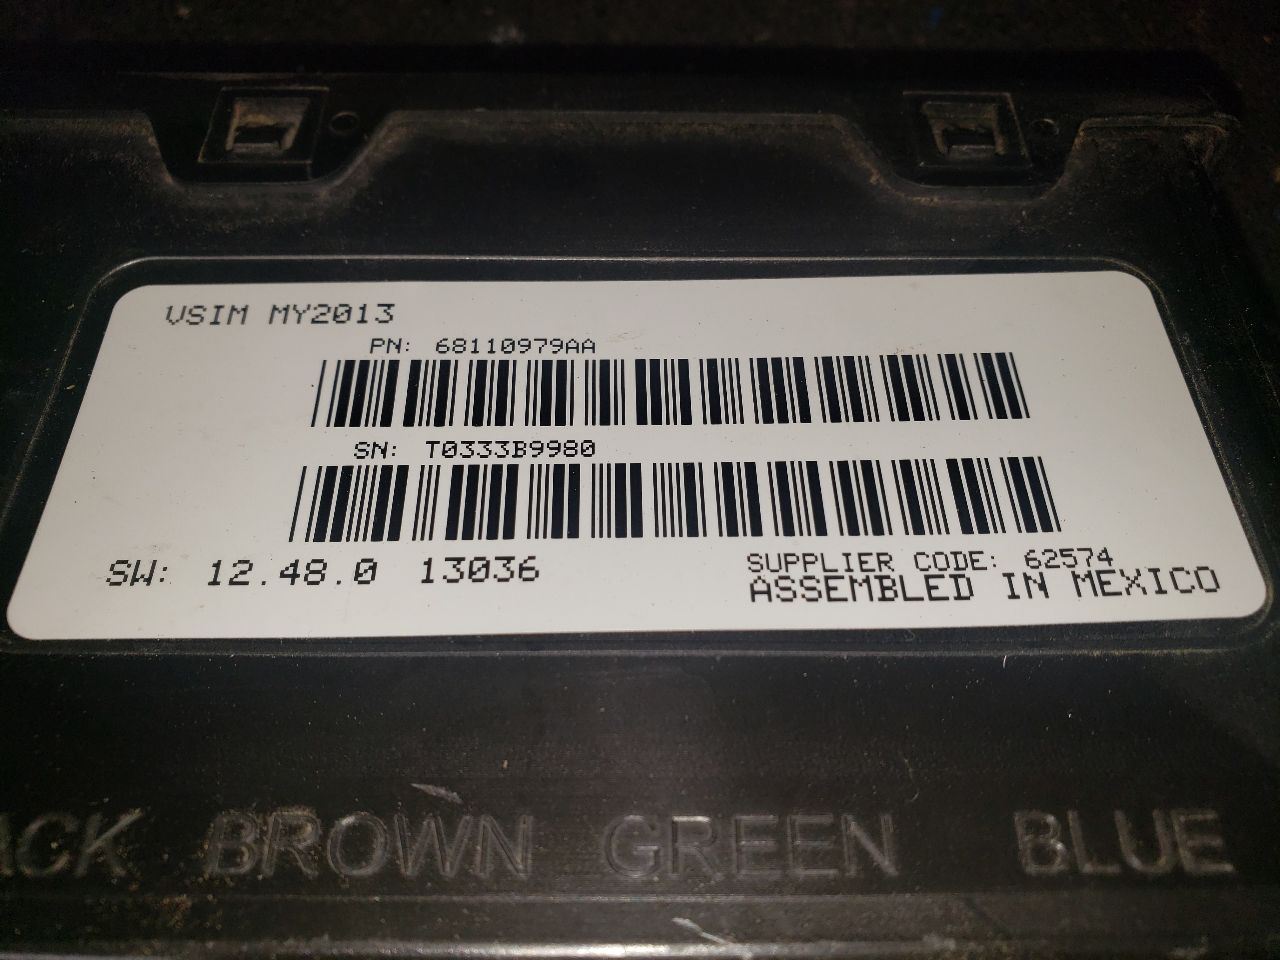 VSIM MY2013
PN: 68110979AA
SN: T0333B9980
SW: 12.48.0 13036
SUPPLIER CODE: 62574
ASSEMBLED IN MEXICO
ACK BROWN GREEN BLUE